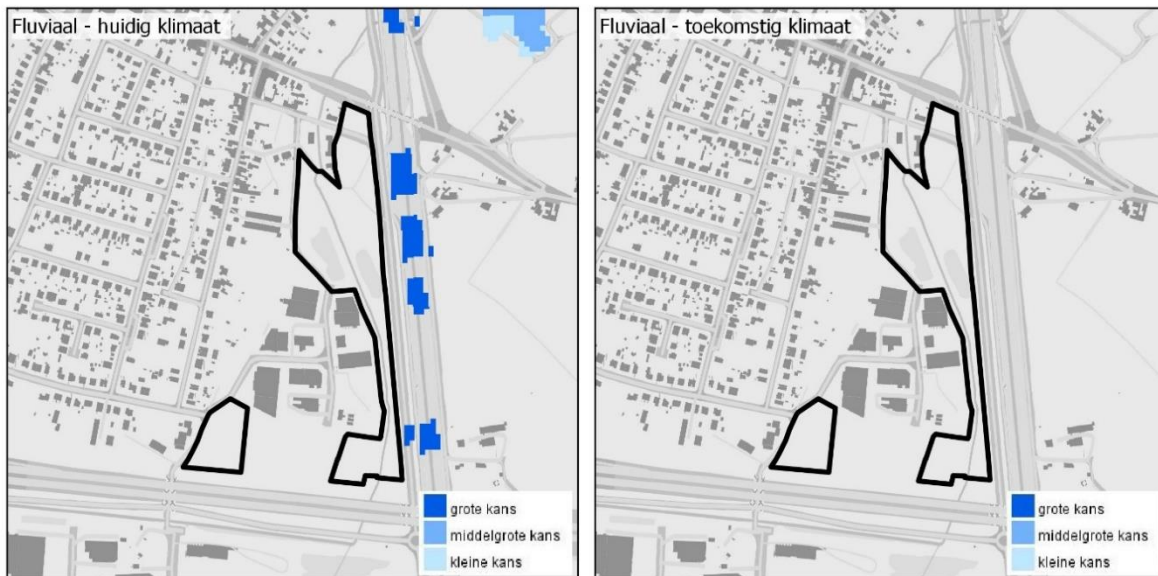 Fluviaal - huidig klimaat
grote kans
middelgrote kans
kleine kans
Fluviaal - toekomstig klimaat
grote kans
middelgrote kans
kleine kans